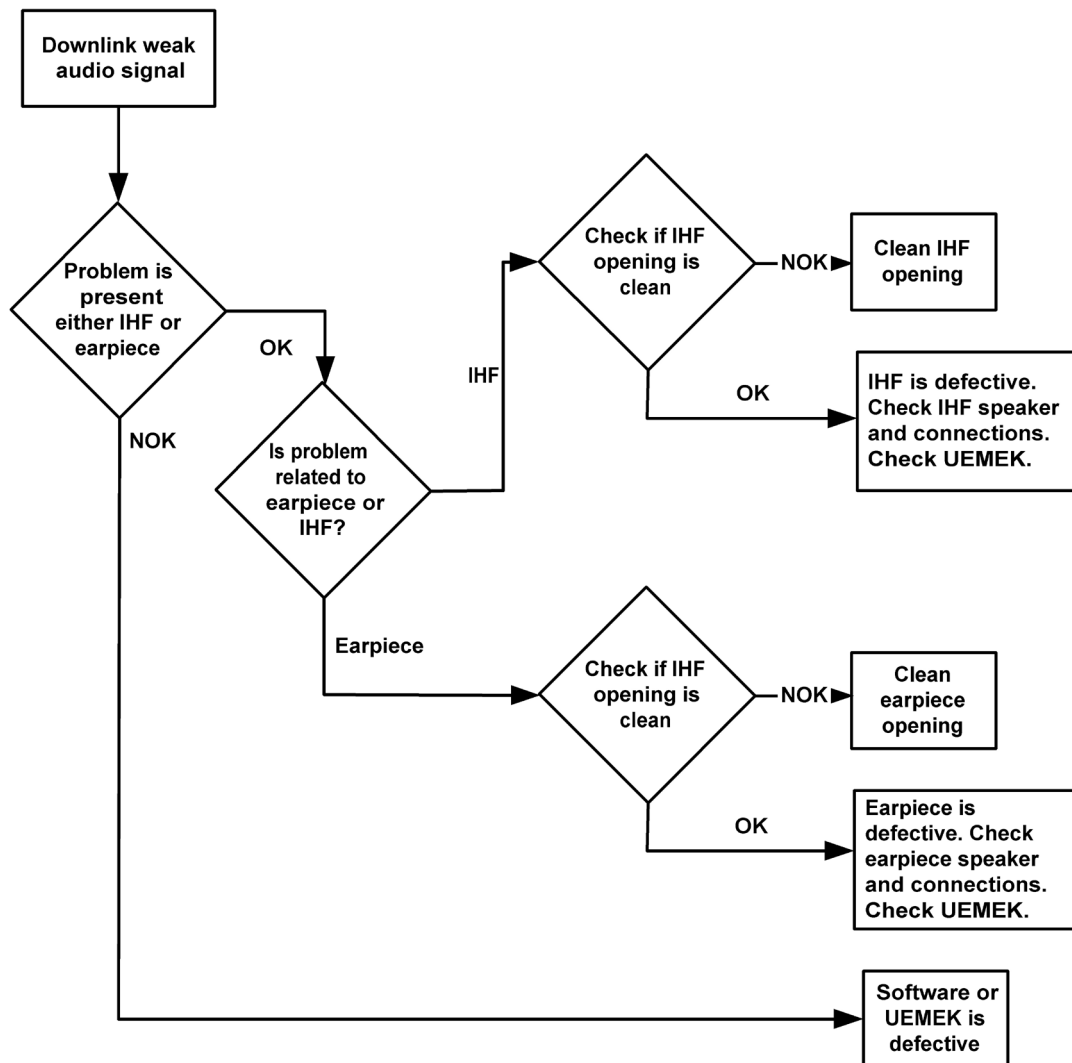 Downlink weak
audio signal
Problem is
present
either IHF or
earpiece
OK
NOK
Is problem
related to
earpiece or
IHF?
IHF
Check if IHF
opening is
clean
NOK
Clean IHF
opening
OK
IHF is defective.
Check IHF speaker
and connections.
Check UEMEK.
Earpiece
Check if IHF
opening is
clean
NOK
Clean
earpiece
opening
OK
Earpiece is
defective. Check
earpiece speaker
and connections.
Check UEMEK.
Software or
UEMEK is
defective